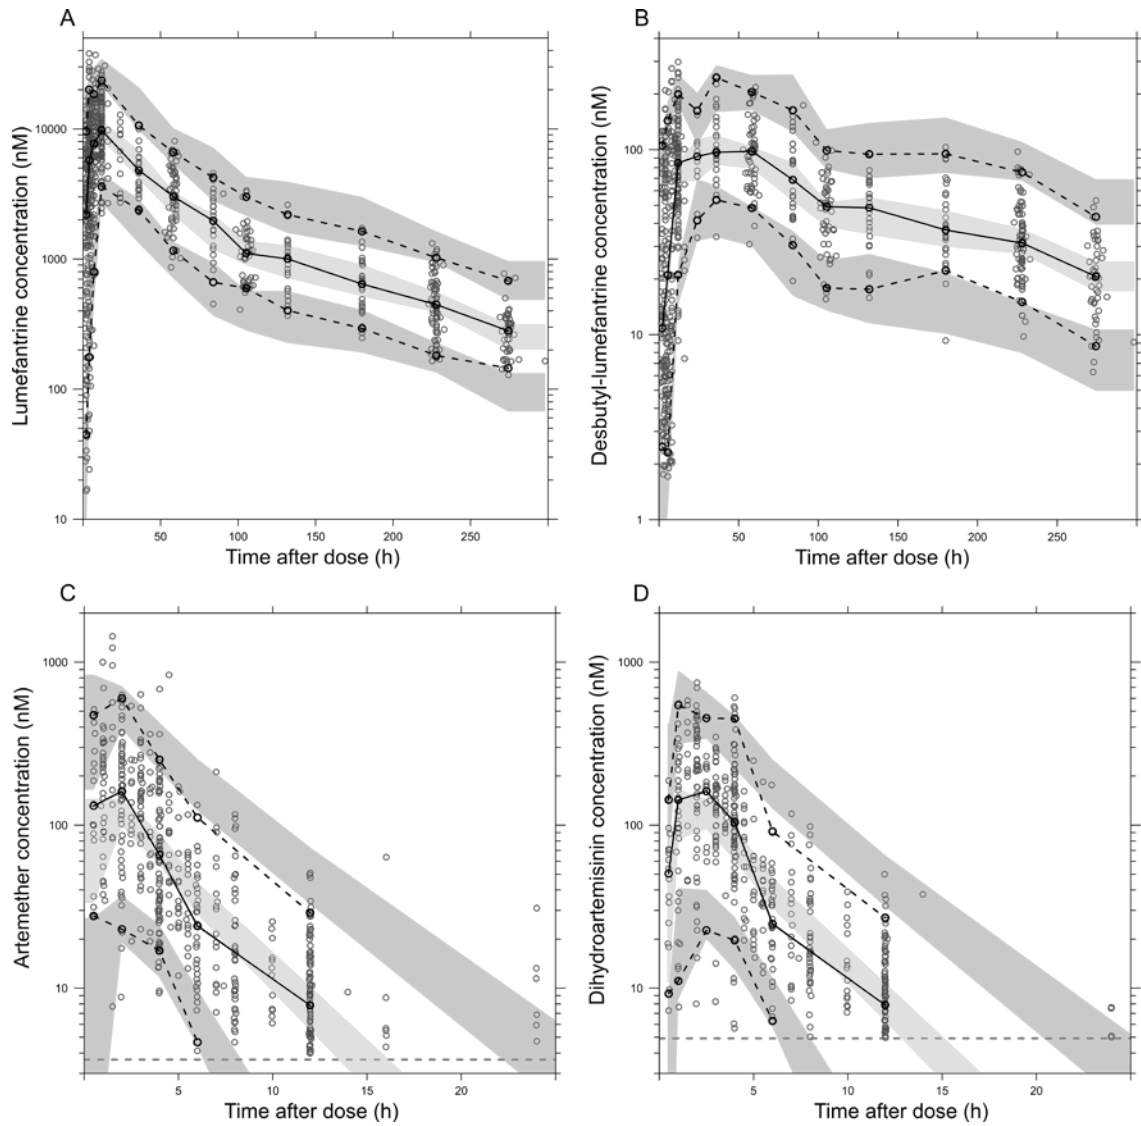 A
B
Lumefantrine concentration (nM)
10000
1000
100
10
50
100
150
200
250
Time after dose (h)
Desbutyl-lumefantrine concentration (nM)
100
10
1
50
100
150
200
250
Time after dose (h)
C
D
Artemether concentration (nM)
1000
100
10
5
10
15
20
Time after dose (h)
Dihydroartemisinin concentration (nM)
1000
100
10
5
10
15
20
Time after dose (h)